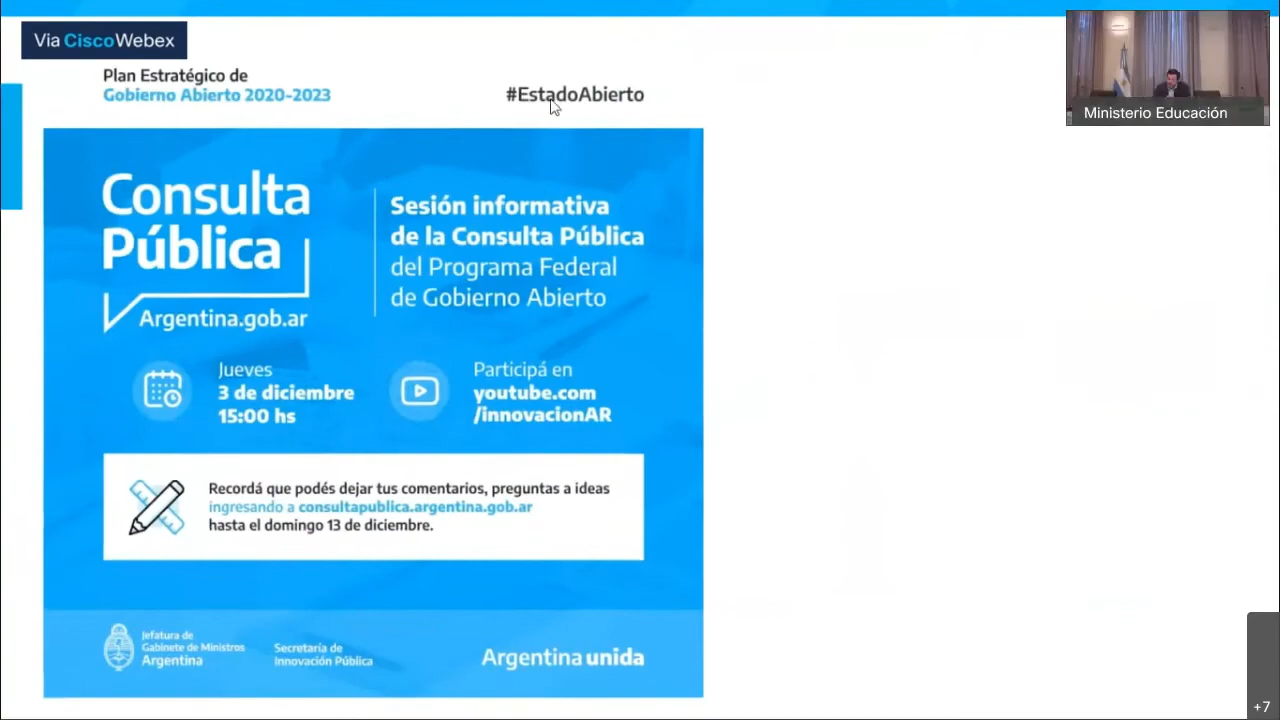 Via CiscoWebex
Plan Estratégico de
Gobierno Abierto 2020-2023
#EstadoAbierto
Ministerio Educación
Consulta
Pública
Argentina.gob.ar
Sesión informativa
de la Consulta Pública
del Programa Federal
de Gobierno Abierto
Jueves
3 de diciembre
15:00 hs
Participá en
youtube.com
/innovacionAR
Recordá que podés dejar tus comentarios, preguntas a ideas
ingresando a consultapublica.argentina.gob.ar
hasta el domingo 13 de diciembre.
Jefatura de
Gabinete de Ministros
Argentina
Secretaría de
Innovación Pública
Argentina unida
+7